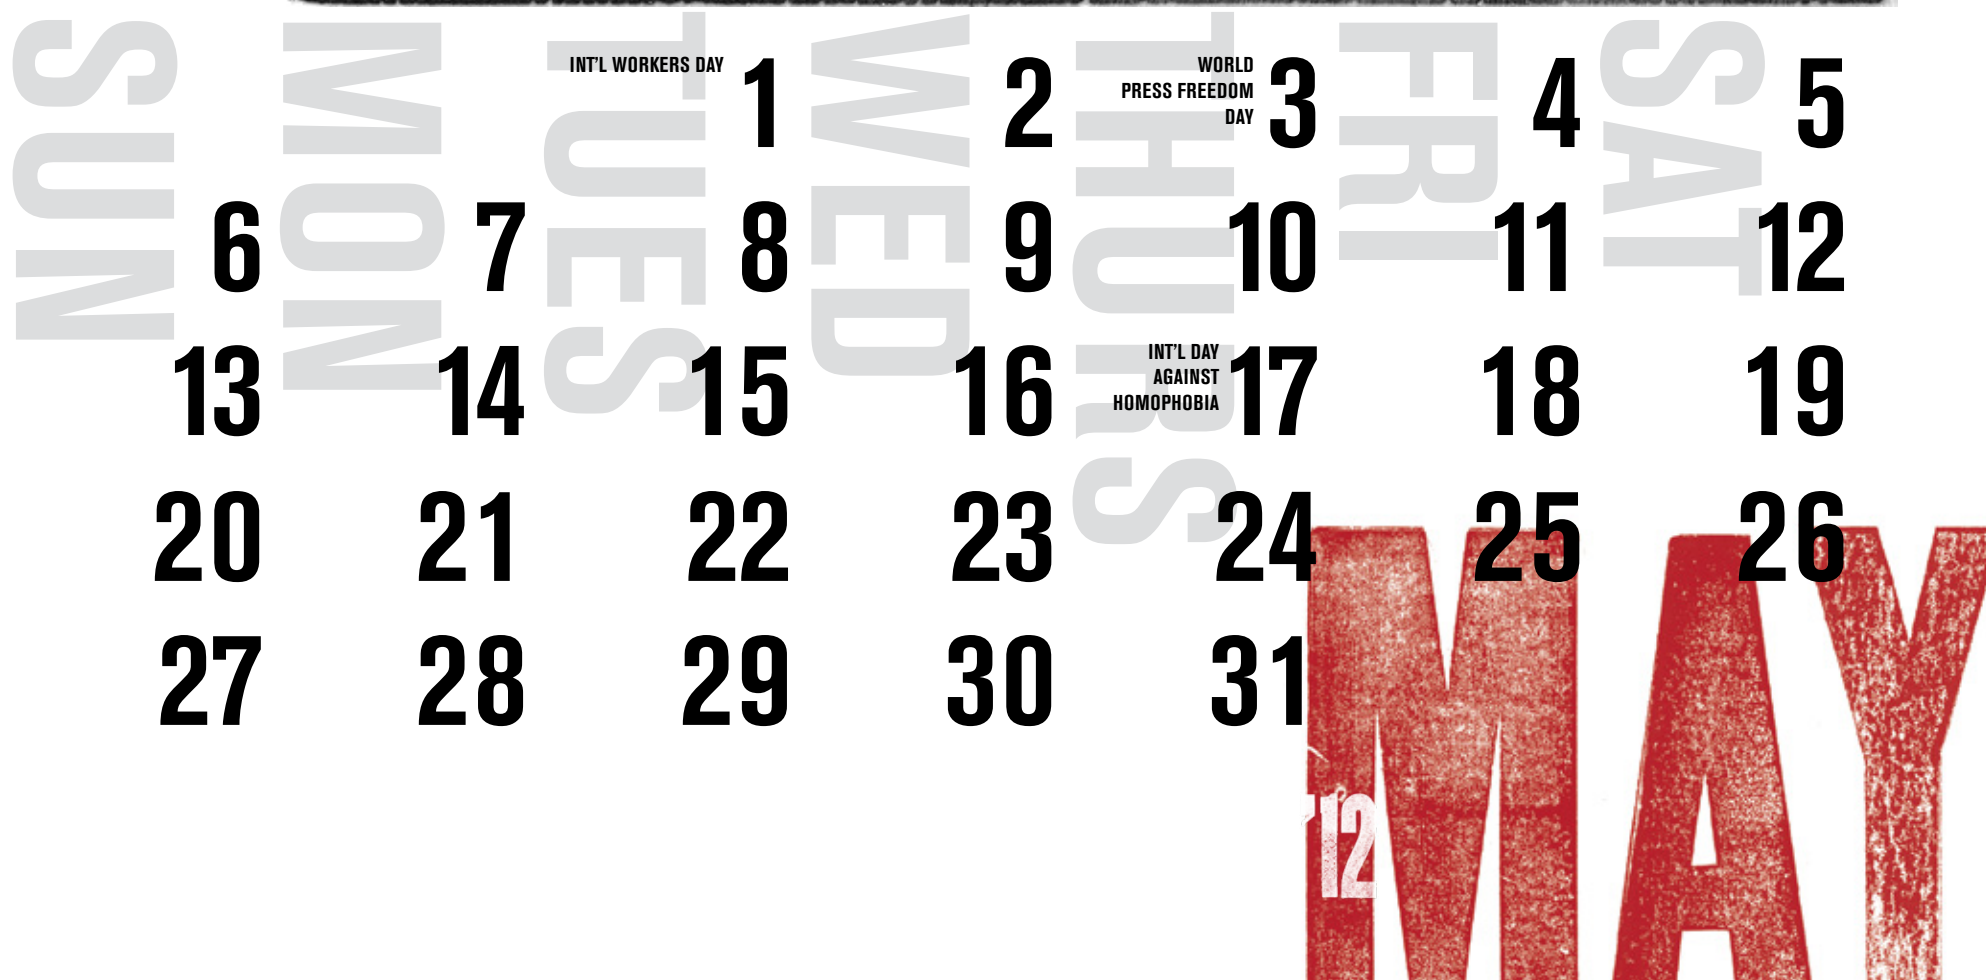 SUN MON TUES WED THURS FRI SAT
INT'L WORKERS DAY 1 2 WORLD
PRESS FREEDOM
DAY 3 4 5
6 7 8 9 10 11 12
13 14 15 16 INT'L DAY
AGAINST
HOMOPHOBIA 17 18 19
20 21 22 23 24 25 26
27 28 29 30 31
MAY
'12